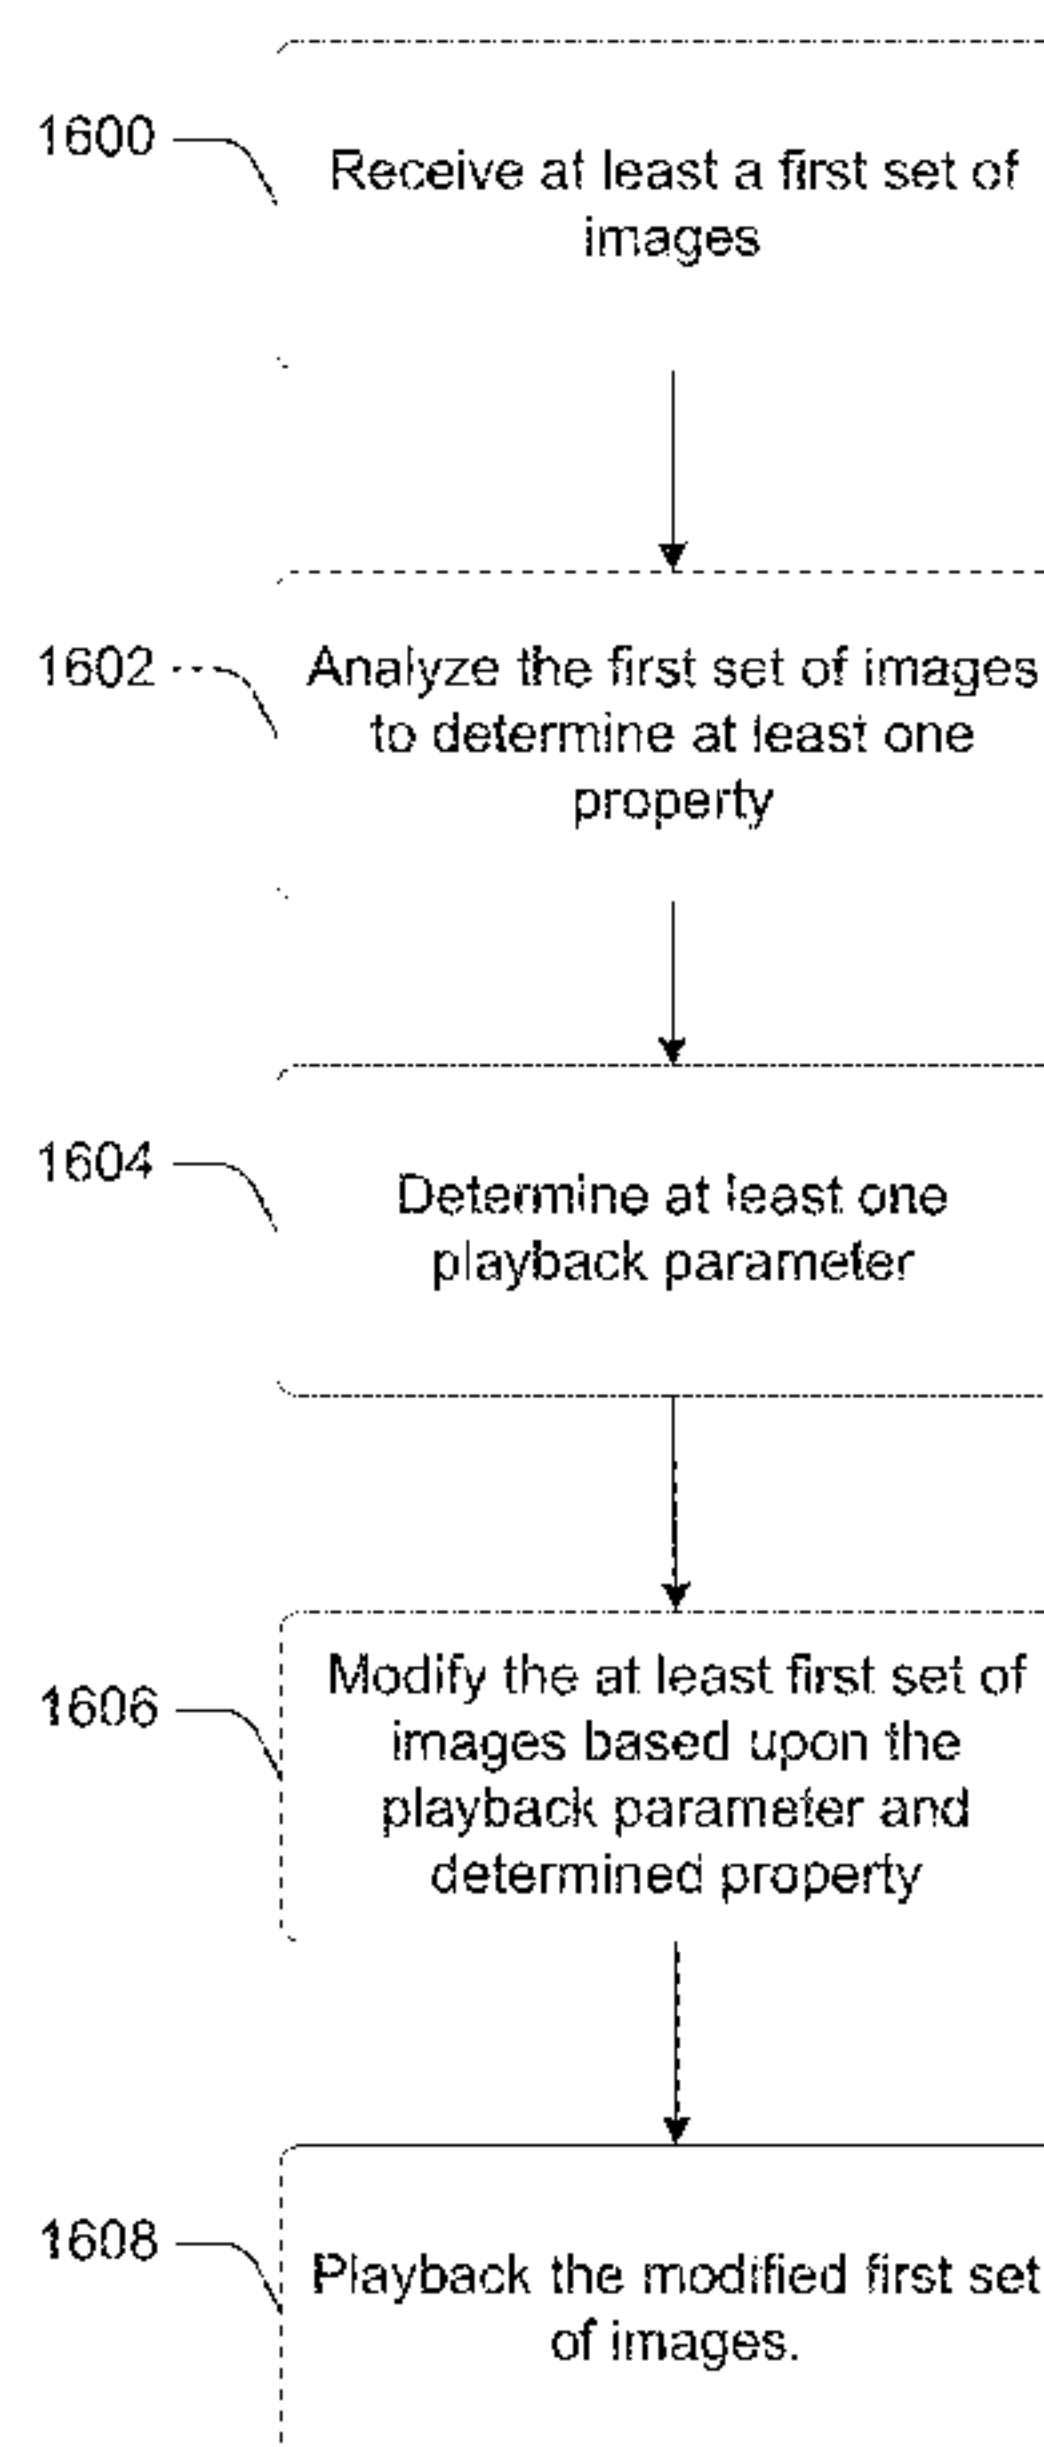 1600
Receive at least a first set of
images
1602
Analyze the first set of images
to determine at least one
property
1604
Determine at least one
playback parameter
1606
Modify the at least first set of
images based upon the
playback parameter and
determined property
1608
Playback the modified first set
of images.